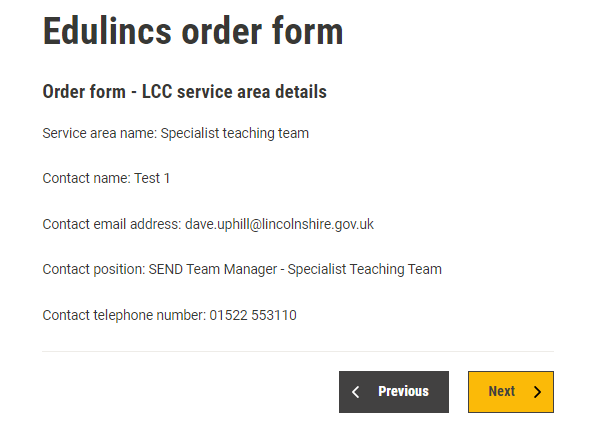 Edulincs order form
Order form - LCC service area details
Service area name: Specialist teaching team
Contact name: Test 1
Contact email address: dave.uphill@lincolnshire.gov.uk
Contact position: SEND Team Manager - Specialist Teaching Team
Contact telephone number: 01522 553110
Previous
Next